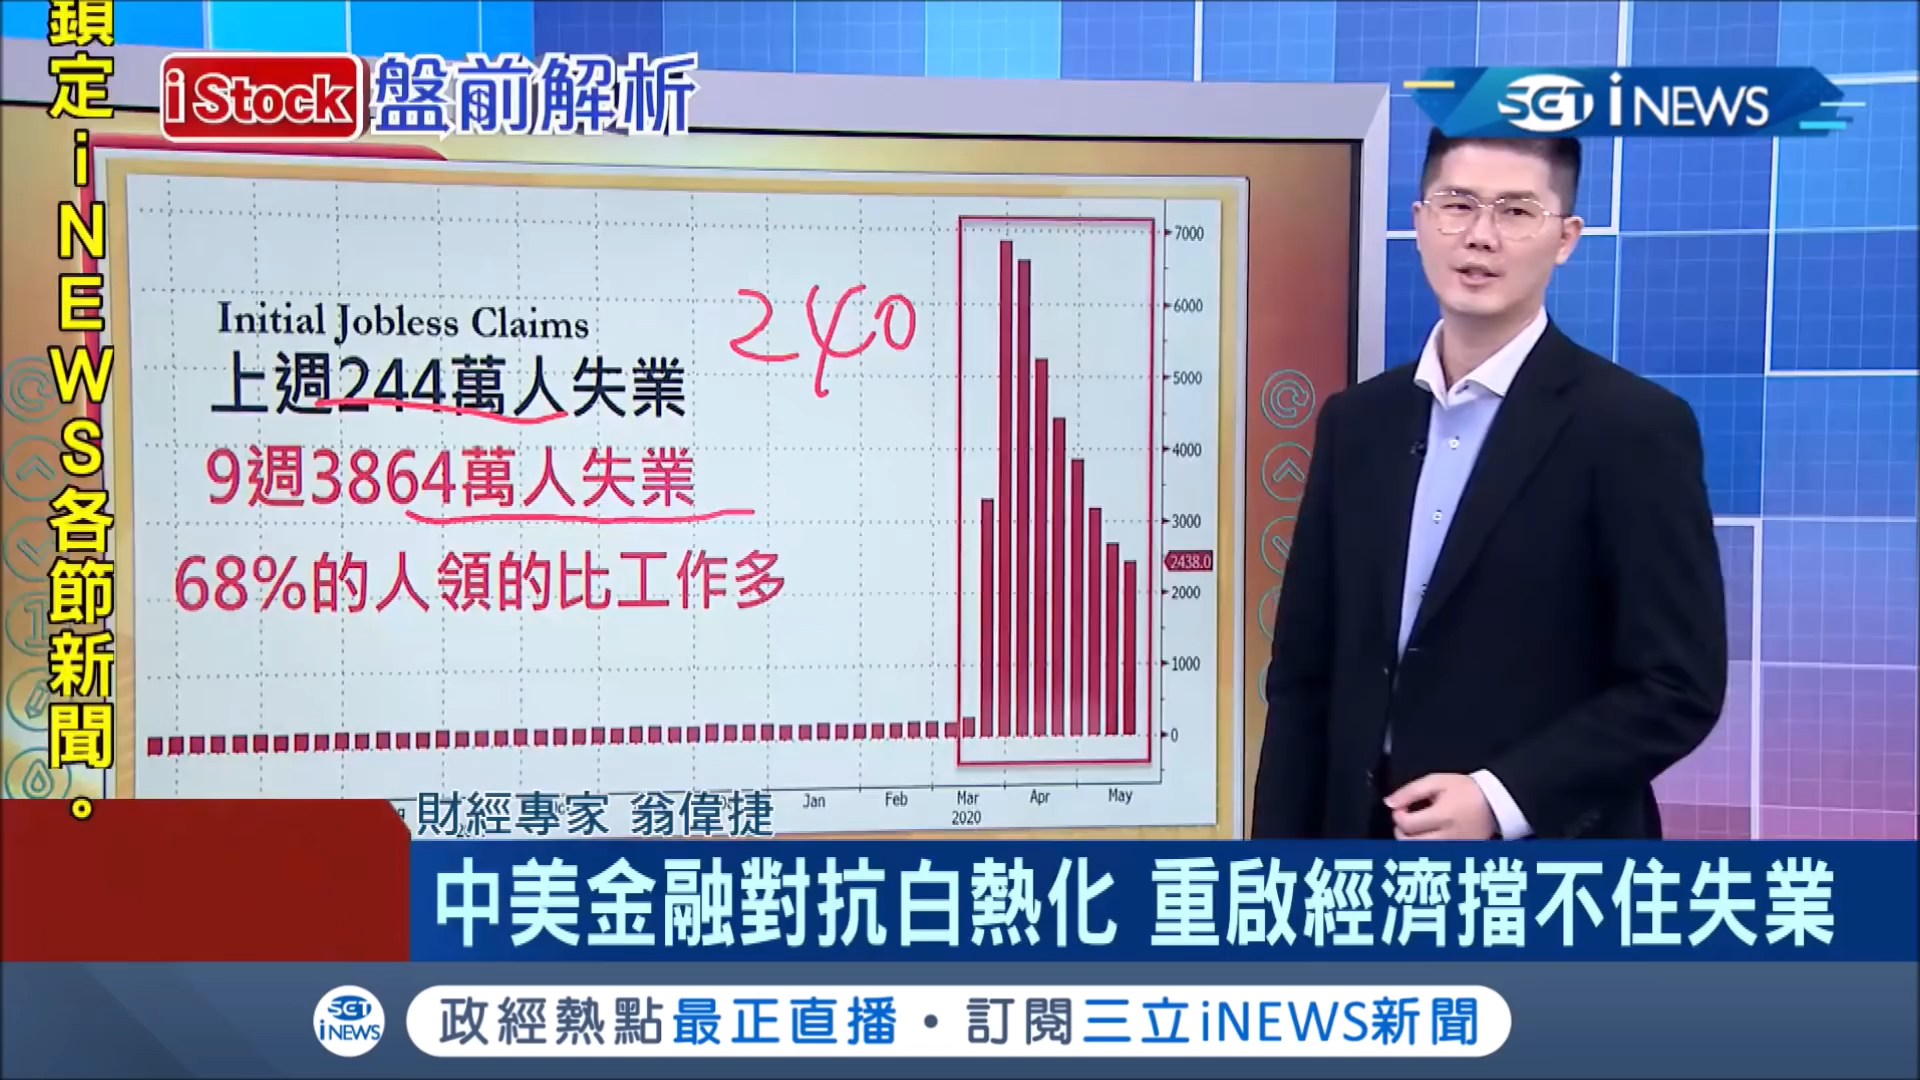 鎖定iNEWS各節新聞。
iStock 盤前解析
SET iNEWS
Initial Jobless Claims
240
上週244萬人失業
9週3864萬人失業
68%的人領的比工作多
7000
6000
5000
4000
3000
2438.0
2000
1000
0
Jan Feb Mar Apr May
2020
財經專家 翁偉捷
中美金融對抗白熱化 重啟經濟擋不住失業
SET iNEWS
政經熱點最正直播・訂閱三立iNEWS新聞